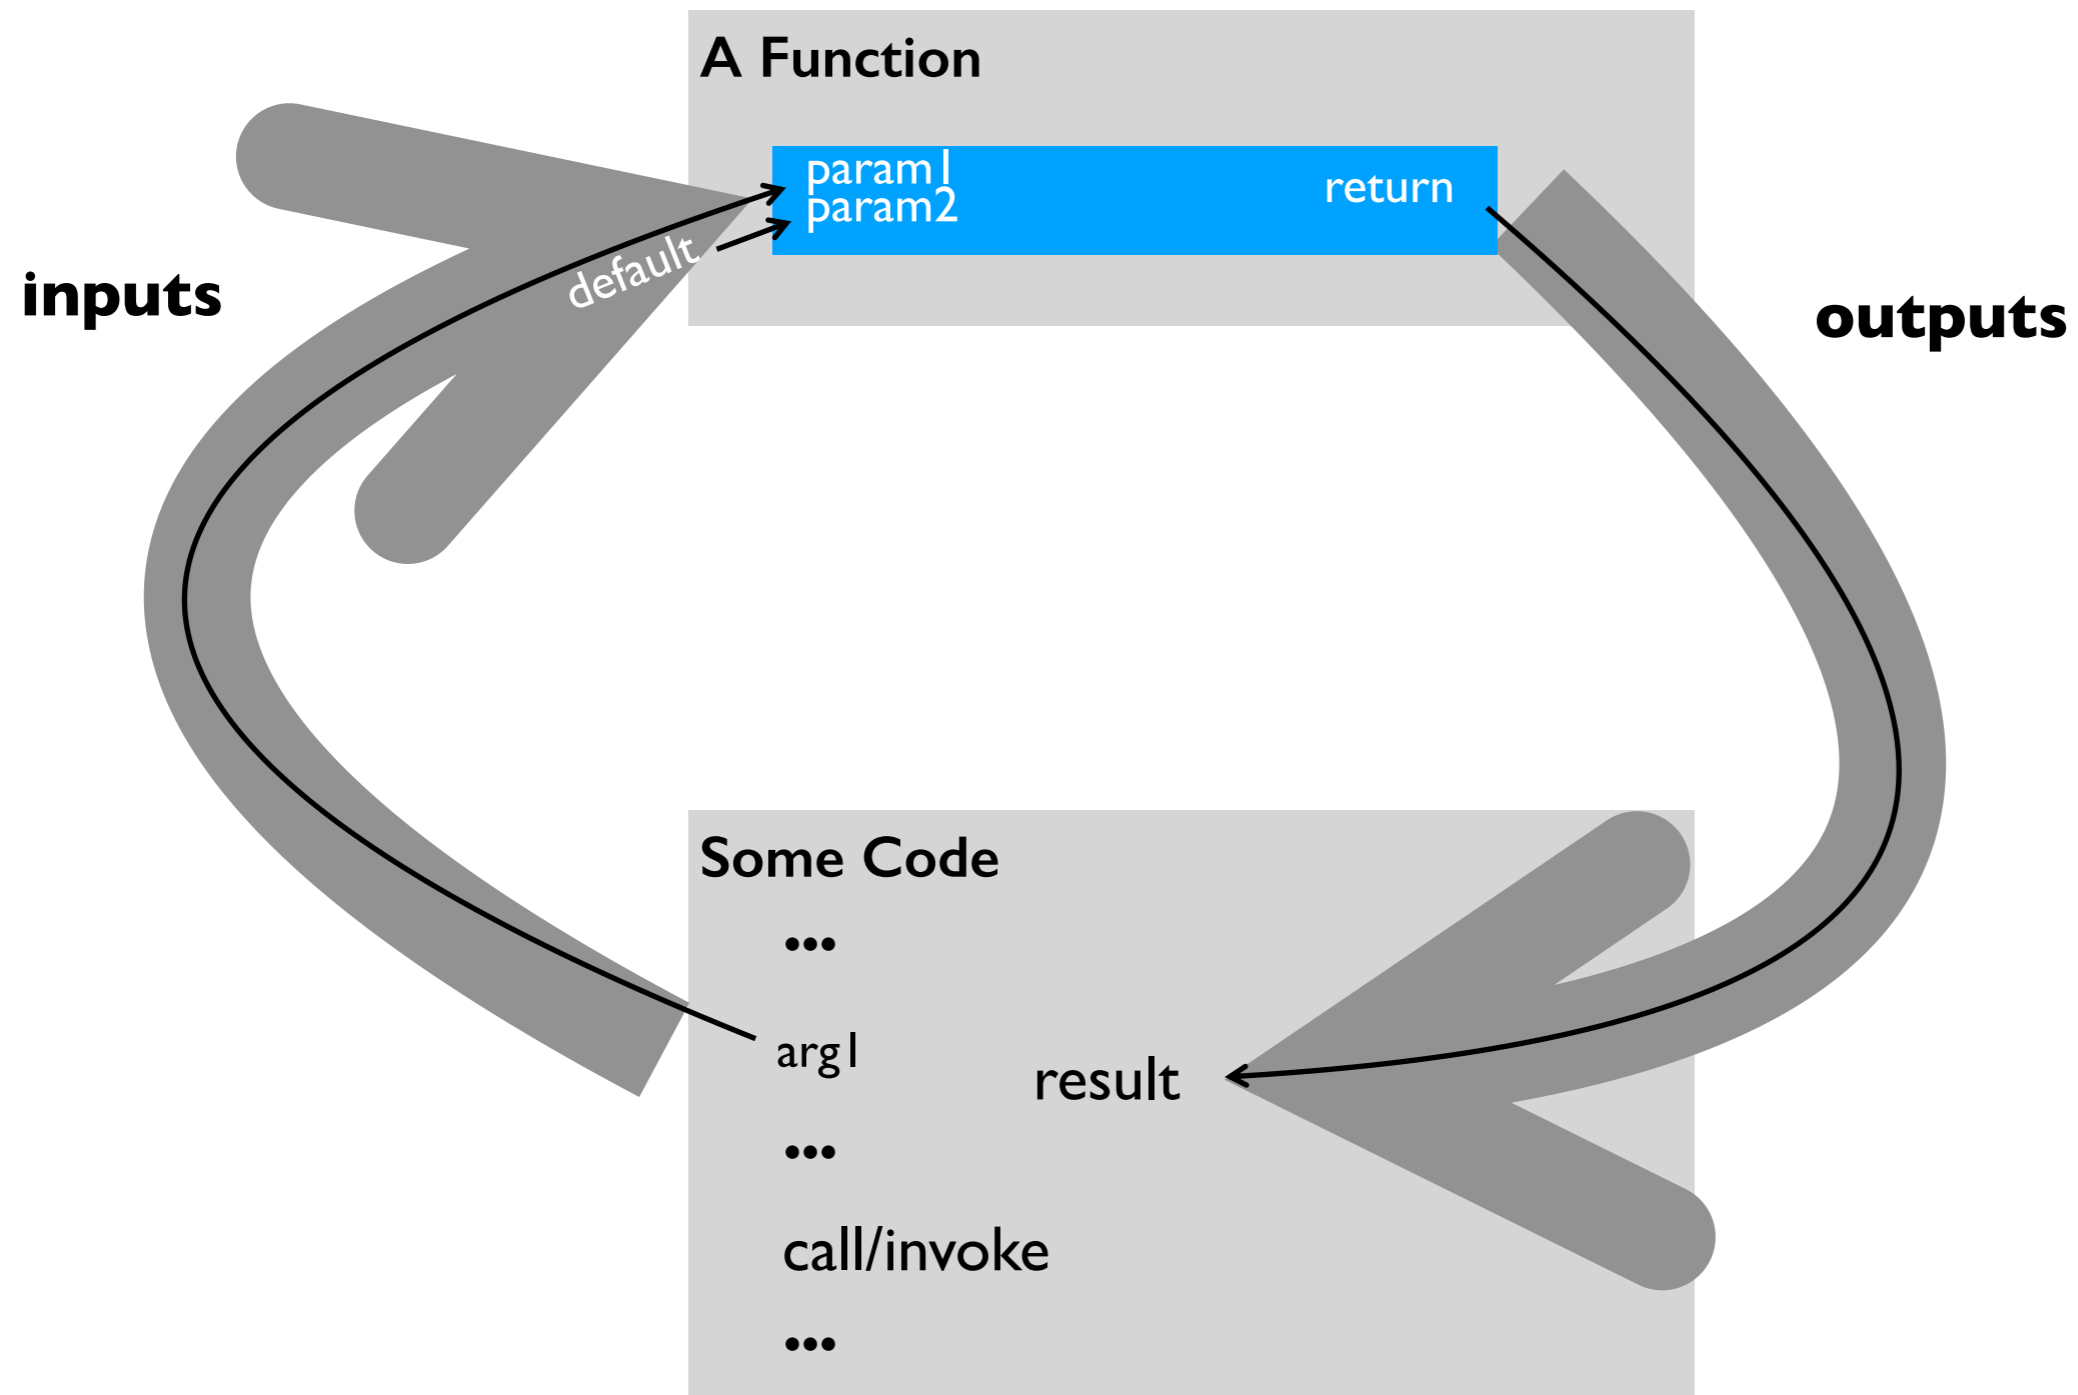 A Function
param1
param2
return
default
inputs
outputs
Some Code
•••
arg1
result
•••
call/invoke
•••